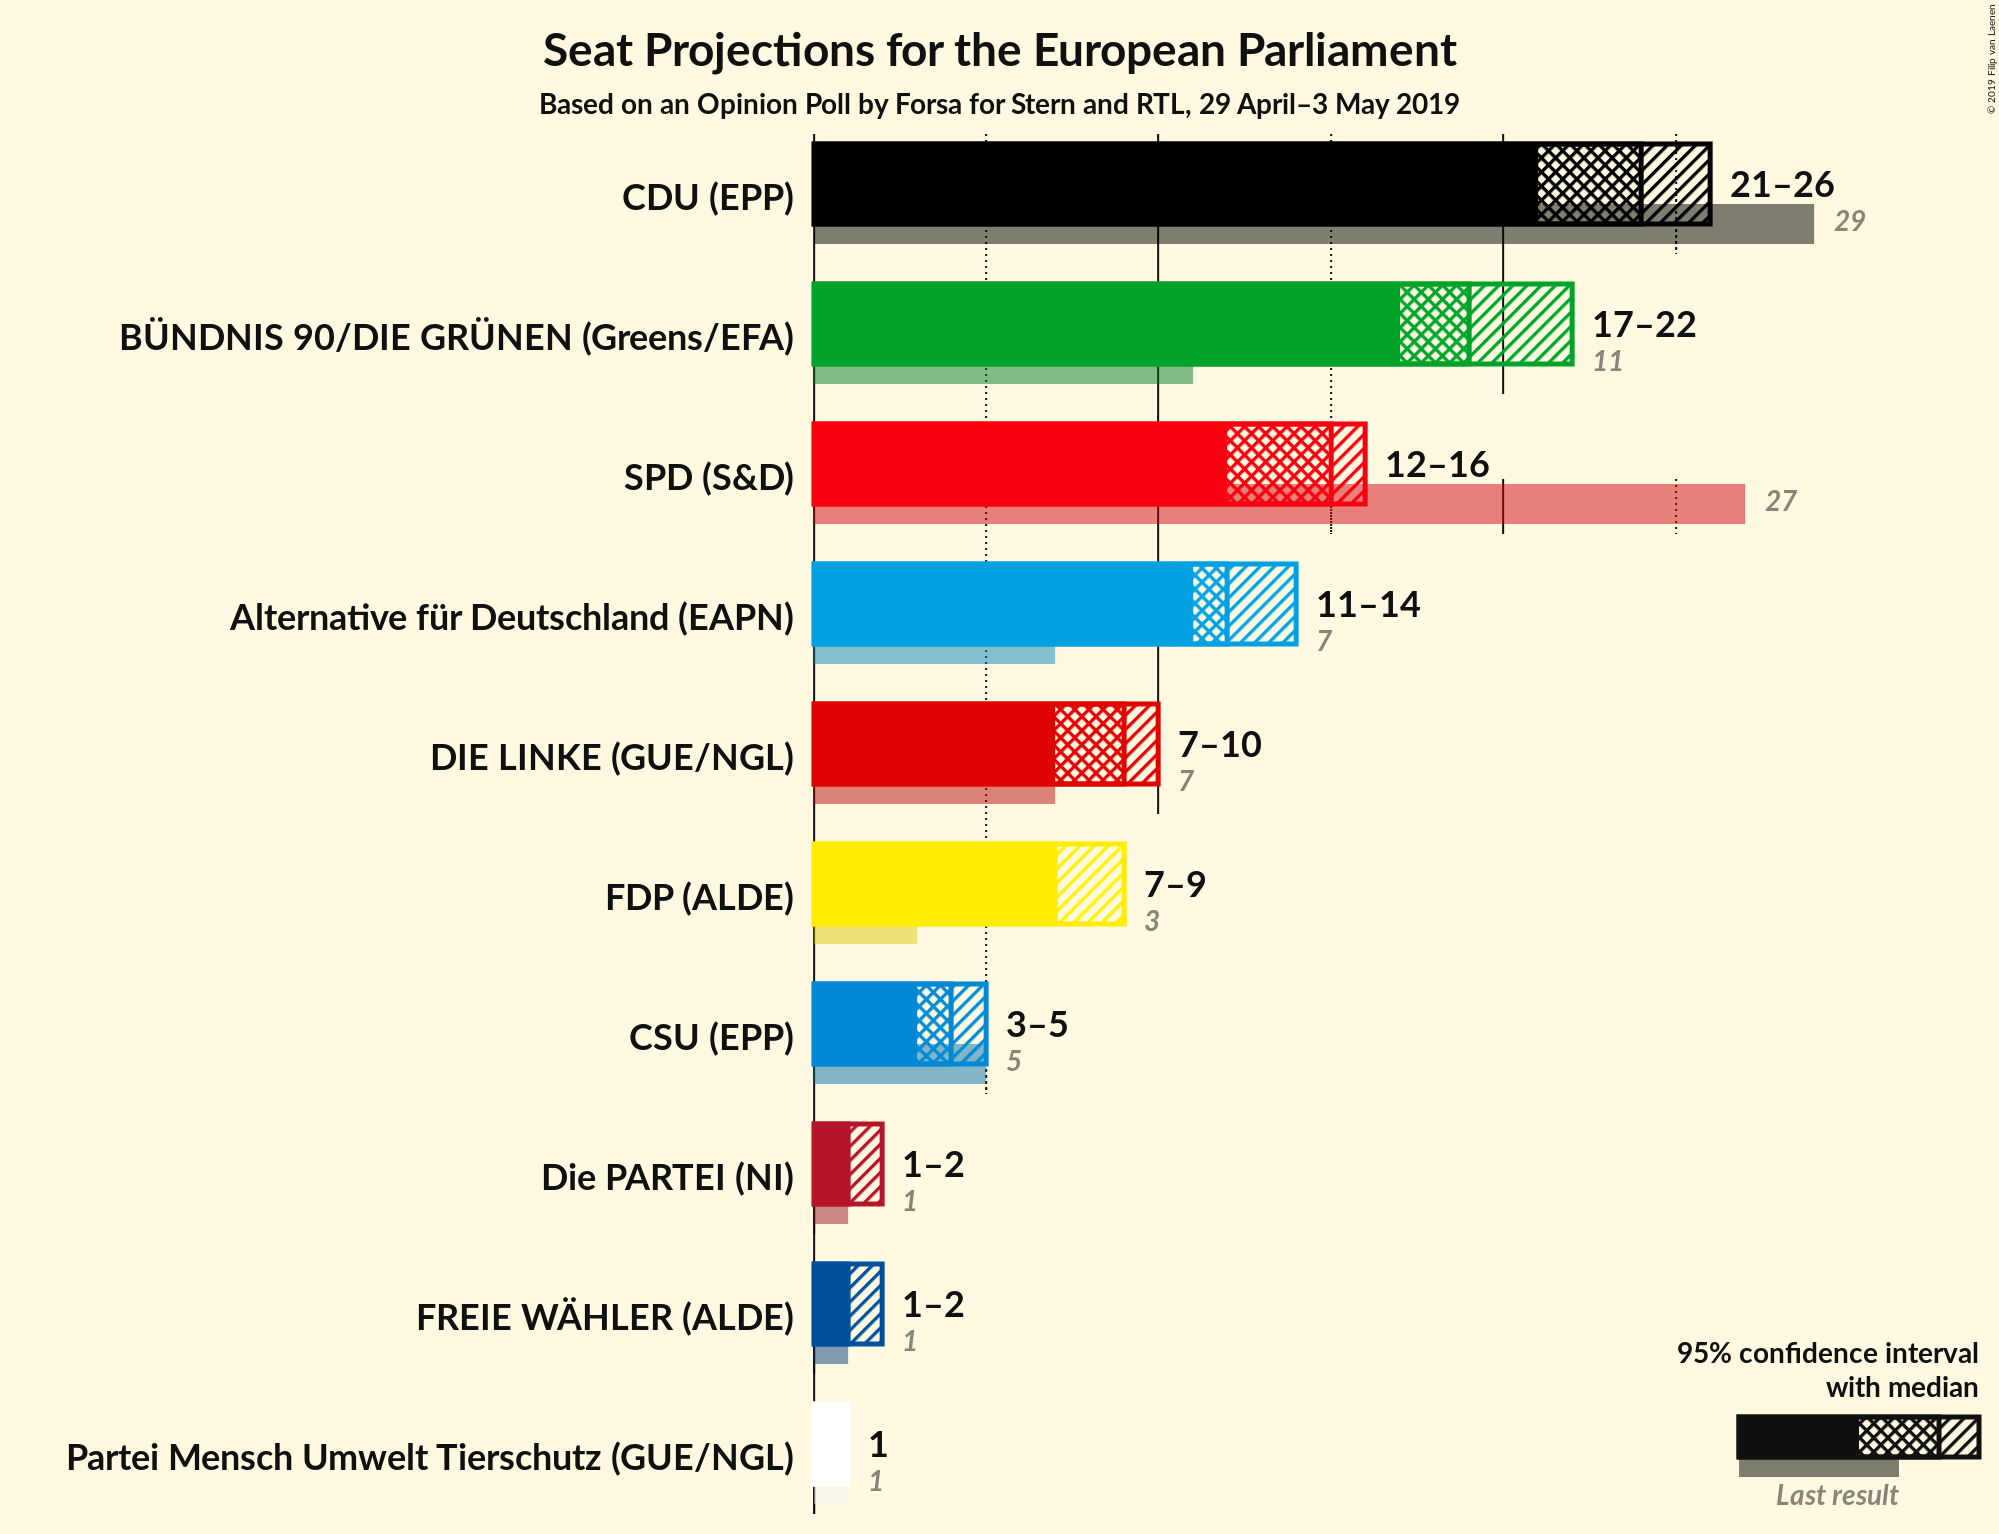 Seat Projections for the European Parliament
Based on an Opinion Poll by Forsa for Stern and RTL, 29 April–3 May 2019
© 2019 Filip van Laenen
CDU (EPP)
21–26
29
BÜNDNIS 90/DIE GRÜNEN (Greens/EFA)
17–22
11
SPD (S&D)
12–16
27
Alternative für Deutschland (EAPN)
11–14
7
DIE LINKE (GUE/NGL)
7–10
7
FDP (ALDE)
7–9
3
CSU (EPP)
3–5
5
Die PARTEI (NI)
1–2
1
FREIE WÄHLER (ALDE)
1–2
1
Partei Mensch Umwelt Tierschutz (GUE/NGL)
1
1
95% confidence interval
with median
Last result